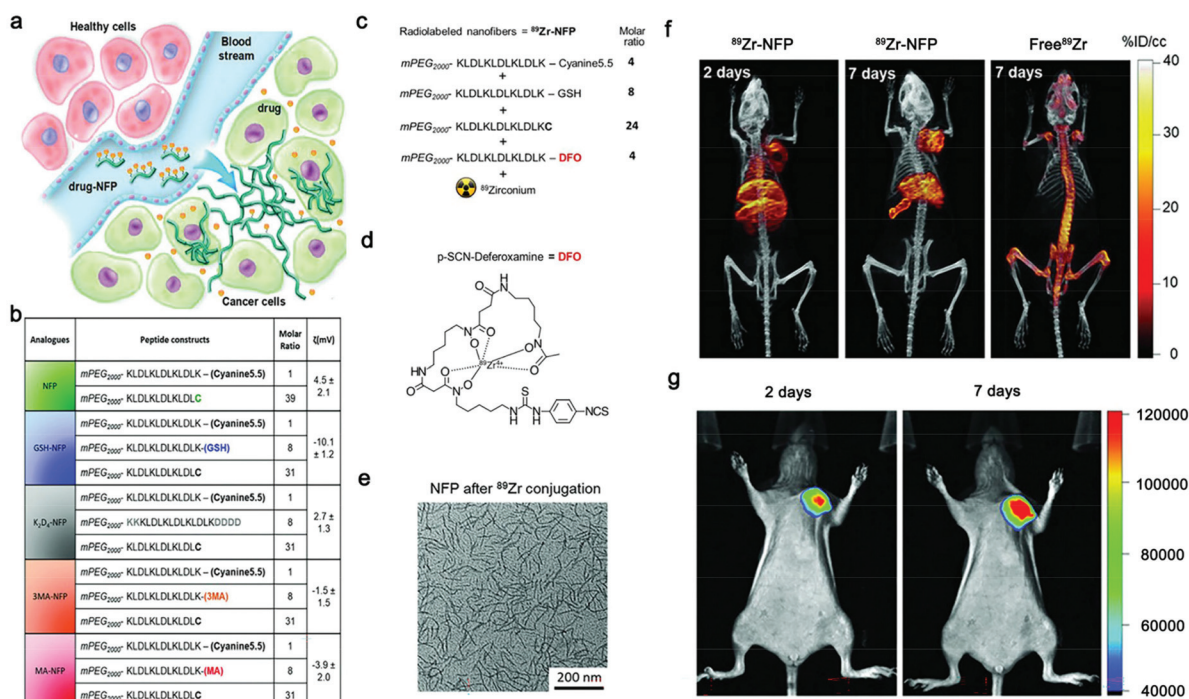 a
Healthy cells
Blood
stream
drug
drug-NFP
Cancer cells
b
Analogues Peptide constructs Molar Ratio ζ(mV)
NFP
mPEG2000- KLDLKLDLKLDLK – (Cyanine5.5) 1
mPEG2000- KLDLKLDLKLDLC 39
4.5 ± 2.1
GSH-NFP
mPEG2000- KLDLKLDLKLDLK – (Cyanine5.5) 1
mPEG2000- KLDLKLDLKLDLK-(GSH) 8
mPEG2000- KLDLKLDLKLDLC 31
-10.1 ± 1.2
K2D4-NFP
mPEG2000- KLDLKLDLKLDLK – (Cyanine5.5) 1
mPEG2000- KKKLDLKLDLKLDLKDDDD 8
mPEG2000- KLDLKLDLKLDLC 31
2.7 ± 1.3
3MA-NFP
mPEG2000- KLDLKLDLKLDLK – (Cyanine5.5) 1
mPEG2000- KLDLKLDLKLDLK-(3MA) 8
mPEG2000- KLDLKLDLKLDLC 31
-1.5 ± 1.5
MA-NFP
mPEG2000- KLDLKLDLKLDLK – (Cyanine5.5) 1
mPEG2000- KLDLKLDLKLDLK-(MA) 8
mPEG2000- KLDLKLDLKLDLC 31
-3.9 ± 2.0
c
Radiolabeled nanofibers = 89Zr-NFP
Molar
ratio
mPEG2000- KLDLKLDLKLDLK – Cyanine5.5 4
+
mPEG2000- KLDLKLDLKLDLK – GSH 8
+
mPEG2000- KLDLKLDLKLDLKC 24
+
mPEG2000- KLDLKLDLKLDLK – DFO 4
+
89Zirconium
d
p-SCN-Deferoxamine = DFO
89Zr4+
NCS
e
NFP after 89Zr conjugation
200 nm
f
89Zr-NFP 89Zr-NFP Free89Zr %ID/cc
2 days 7 days 7 days
40
30
20
10
0
g
2 days 7 days
120000
100000
80000
60000
40000